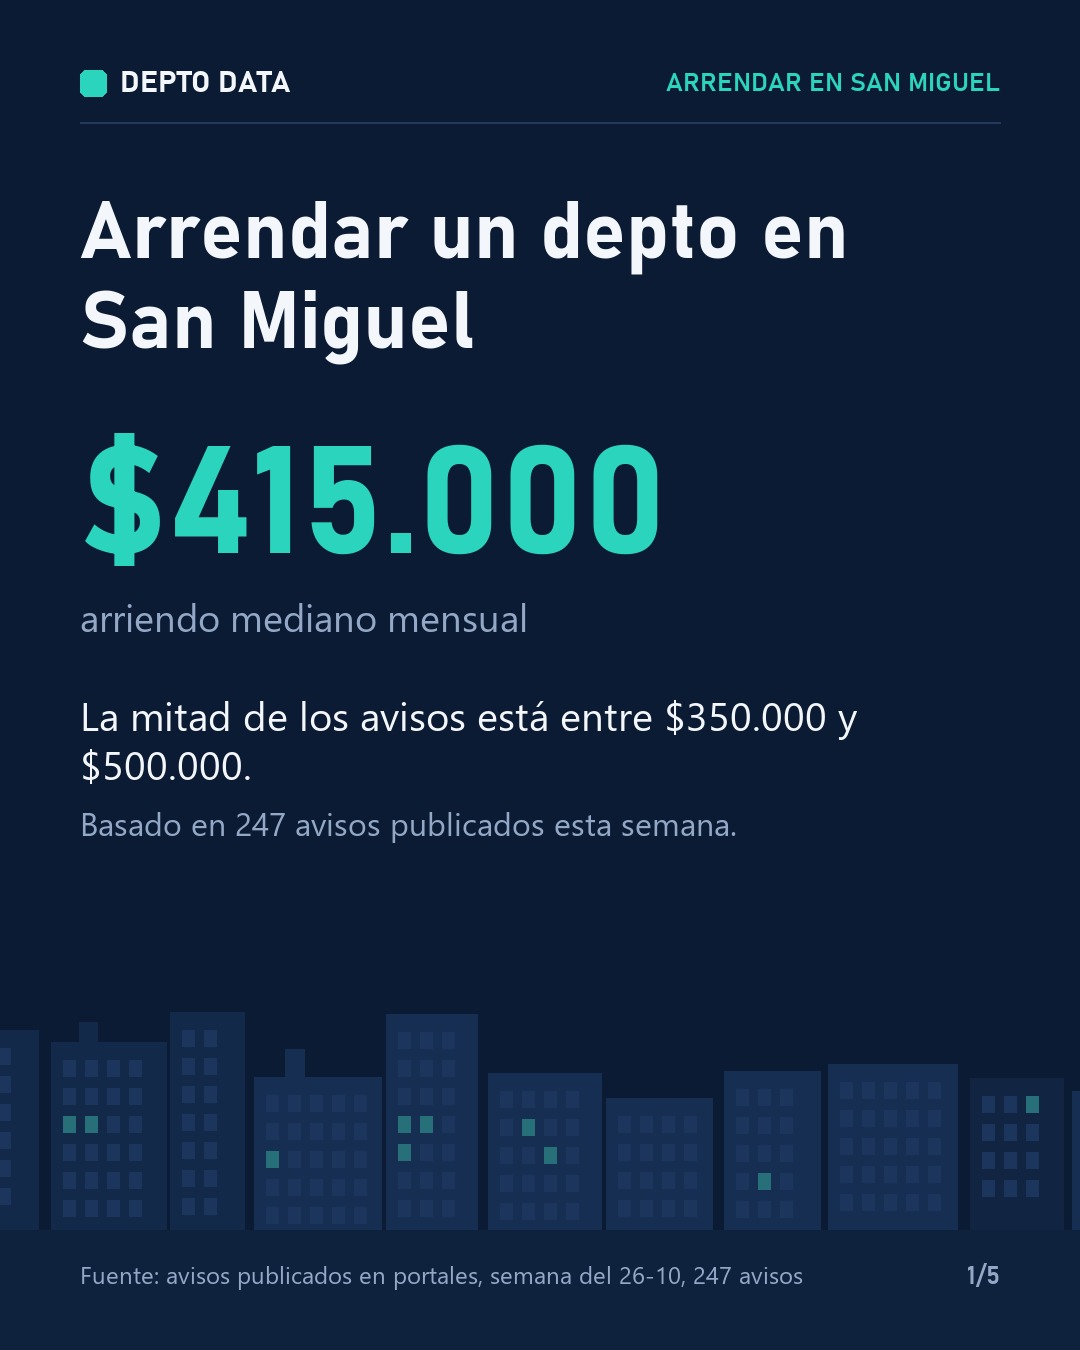 DEPTO DATA
ARRENDAR EN SAN MIGUEL
Arrendar un depto en
San Miguel
$415.000
arriendo mediano mensual
La mitad de los avisos está entre $350.000 y
$500.000.
Basado en 247 avisos publicados esta semana.
Fuente: avisos publicados en portales, semana del 26-10, 247 avisos
1/5